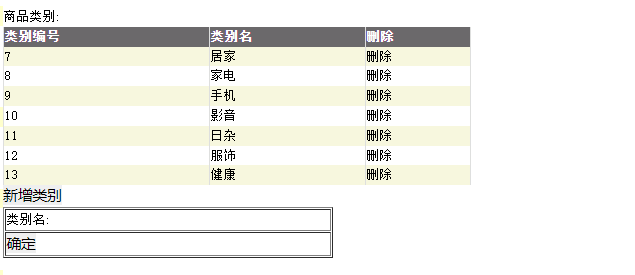 商品类别:
类别编号 类别名 删除
7 居家 删除
8 家电 删除
9 手机 删除
10 影音 删除
11 日杂 删除
12 服饰 删除
13 健康 删除
新增类别
类别名:
确定